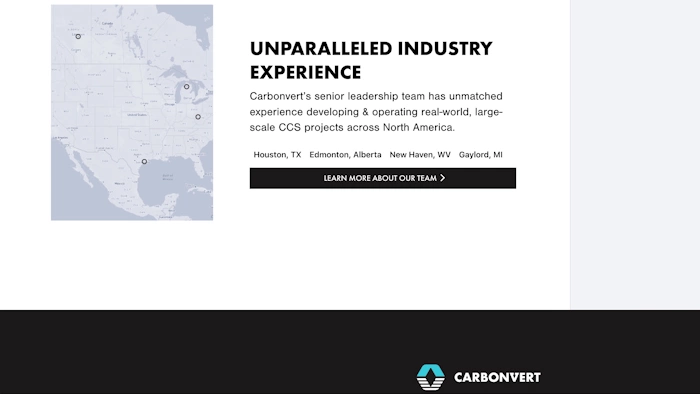 UNPARALLELED INDUSTRY
EXPERIENCE
Carbonvert's senior leadership team has unmatched
experience developing & operating real-world, large-
scale CCS projects across North America.
Houston, TX Edmonton, Alberta New Haven, WV Gaylord, MI
LEARN MORE ABOUT OUR TEAM
CARBONVERT